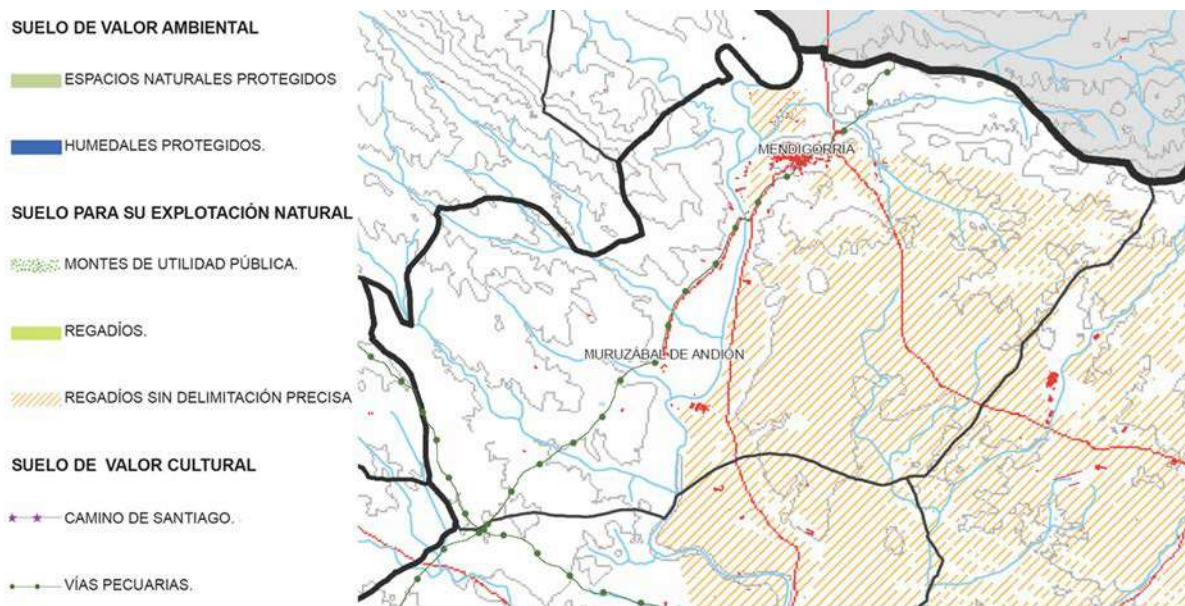 SUELO DE VALOR AMBIENTAL
ESPACIOS NATURALES PROTEGIDOS
HUMEDALES PROTEGIDOS.
SUELO PARA SU EXPLOTACIÓN NATURAL
MONTES DE UTILIDAD PÚBLICA.
REGADÍOS.
REGADÍOS SIN DELIMITACIÓN PRECISA
SUELO DE VALOR CULTURAL
CAMINO DE SANTIAGO.
VÍAS PECUARIAS.
MENDIGORRÍA
MURUZÁBAL DE ANDIÓN